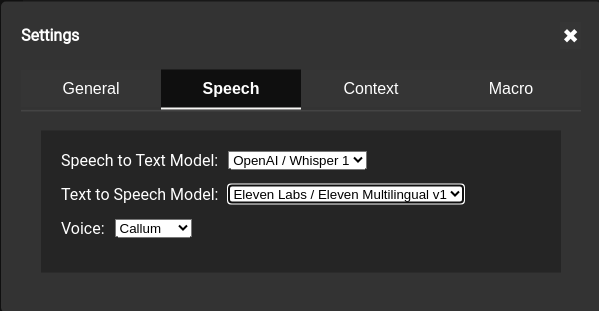 Settings ✖
General Speech Context Macro
Speech to Text Model: OpenAI / Whisper 1
Text to Speech Model: Eleven Labs / Eleven Multilingual v1
Voice: Callum